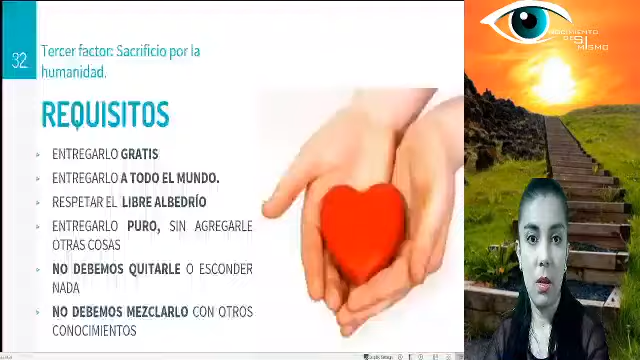 32
Tercer factor: Sacrificio por la
humanidad.
REQUISITOS
» ENTREGARLO GRATIS
» ENTREGARLO A TODO EL MUNDO.
» RESPETAR EL LIBRE ALBEDRÍO
» ENTREGARLO PURO, SIN AGREGARLE
OTRAS COSAS
» NO DEBEMOS QUITARLE O ESCONDER
NADA
» NO DEBEMOS MEZCLARLO CON OTROS
CONOCIMIENTOS
NOCIMIENTO
DE SI
MISMO